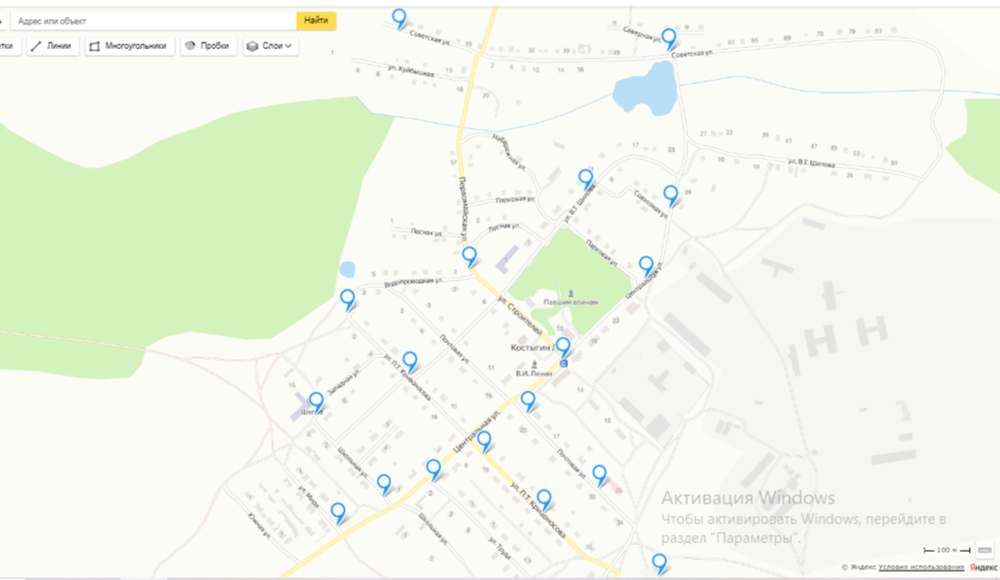 Адрес или объект
Найти
тки
Линии
Многоугольники
Пробки
Слои
Советская ул.
Северная ул.
Советская ул.
ул. Куйбышева
Набережная ул.
ул. В.Т. Шилова
Первомайская ул.
Парковая ул.
ул. В.Т. Шилова
Совхозная ул.
Лесная ул.
Лесная ул.
Парковая ул.
Водопроводная ул.
Центральная ул.
ул. Строителей
Павшим воинам
Костыгин Л
В.И. Ленин
Почтовая ул.
ул. П.Т. Кривоносова
Западная ул.
Школа
Центральная ул.
Школьная ул.
Почтовая ул.
ул. Мира
ул. П.Т. Кривоносова
Южная ул.
Школьная ул.
ул. Труда
Активация Windows
Чтобы активировать Windows, перейдите в
раздел "Параметры".
100 м
© Яндекс Условия использования Яндекс